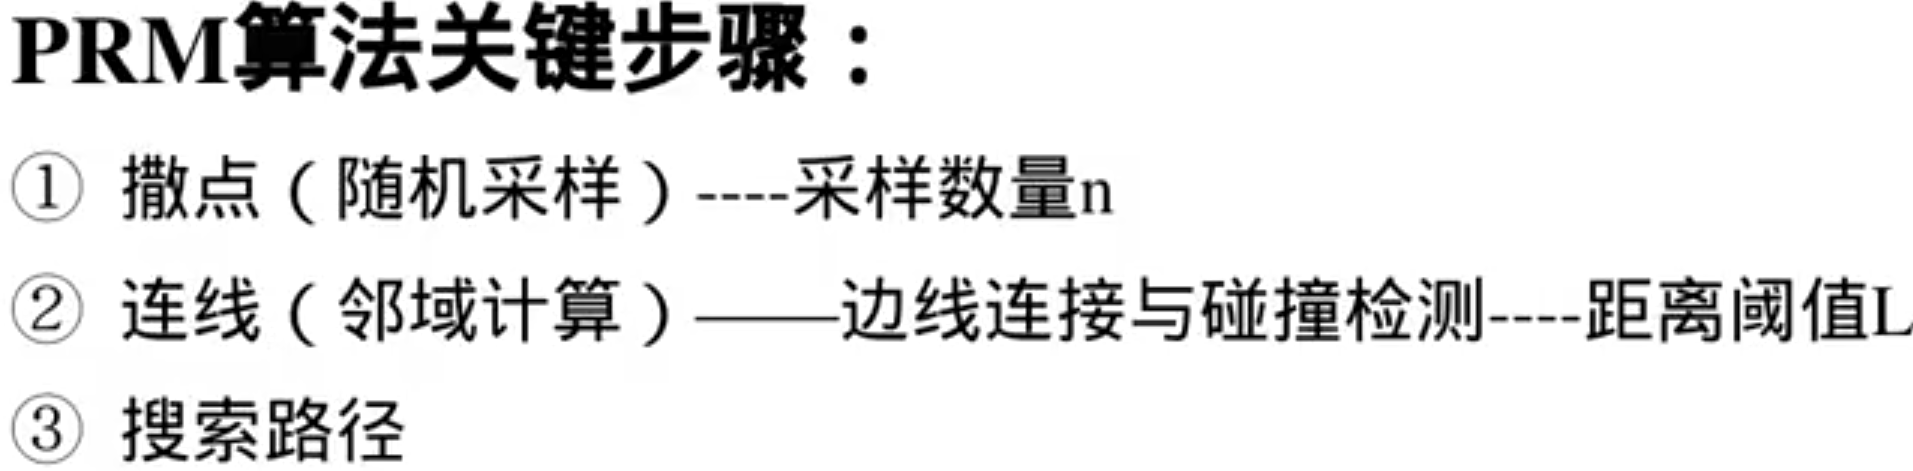 PRM算法关键步骤：
① 撒点（随机采样）----采样数量n
② 连线（邻域计算）——边线连接与碰撞检测----距离阈值L
③ 搜索路径